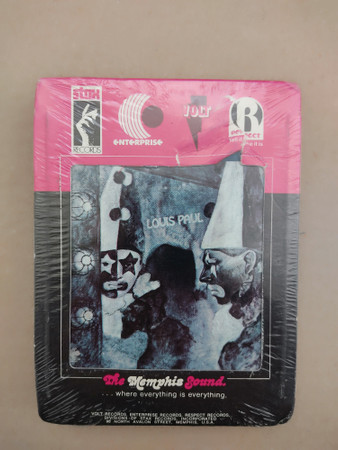 stax
RECORDS
ENTERPRISE
VOLT
R
RESPECT
LOUIS PAUL
The Memphis Sound.
...where everything is everything.
VOLT RECORDS, ENTERPRISE RECORDS, RESPECT RECORDS,
DIVISIONS OF STAX RECORDS, INCORPORATED
98 NORTH AVALON STREET, MEMPHIS, U.S.A.